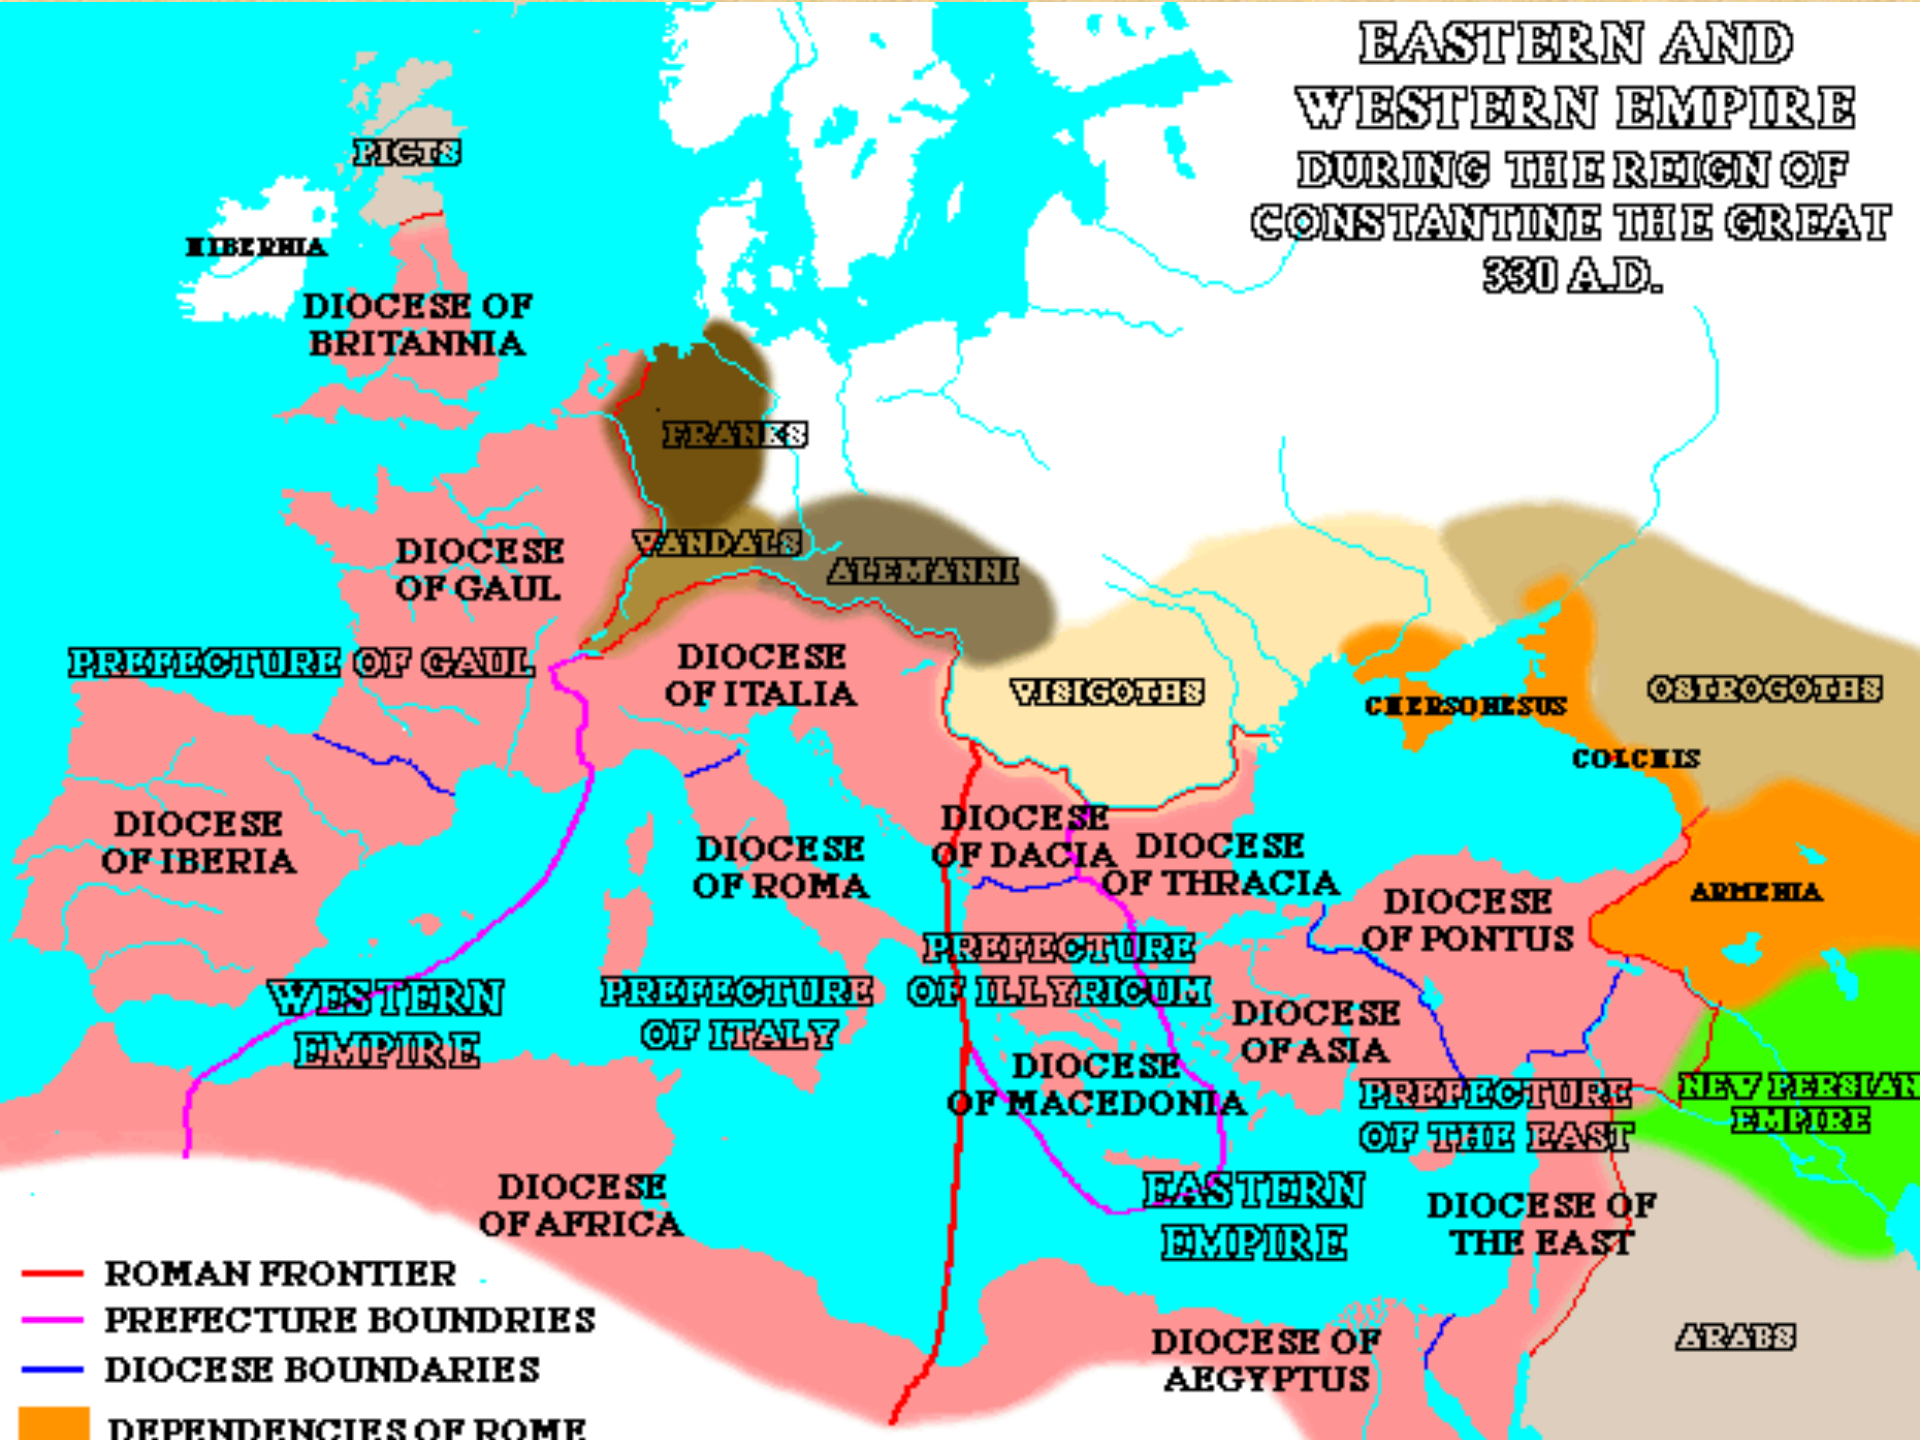 EASTERN AND
WESTERN EMPIRE
DURING THE REIGN OF
CONSTANTINE THE GREAT
330 A.D.
PICTS
HIBERNIA
DIOCESE OF
BRITANNIA
FRANKS
VANDALS
ALEMANNI
DIOCESE
OF GAUL
PREFECTURE OF GAUL
DIOCESE
OF ITALIA
VISIGOTHS
OSTROGOTHS
CHERSONESUS
COLCHIS
DIOCESE
OF IBERIA
DIOCESE
OF ROMA
DIOCESE
OF DACIA
DIOCESE
OF THRACIA
DIOCESE
OF PONTUS
ARMENIA
WESTERN
EMPIRE
PREFECTURE
OF ITALY
PREFECTURE
OF ILLYRICUM
DIOCESE
OF ASIA
DIOCESE
OF MACEDONIA
PREFECTURE
OF THE EAST
NEW PERSIAN
EMPIRE
DIOCESE
OF AFRICA
EASTERN
EMPIRE
DIOCESE OF
THE EAST
DIOCESE OF
AEGYPTUS
ARABS
ROMAN FRONTIER
PREFECTURE BOUNDRIES
DIOCESE BOUNDARIES
DEPENDENCIES OF ROME